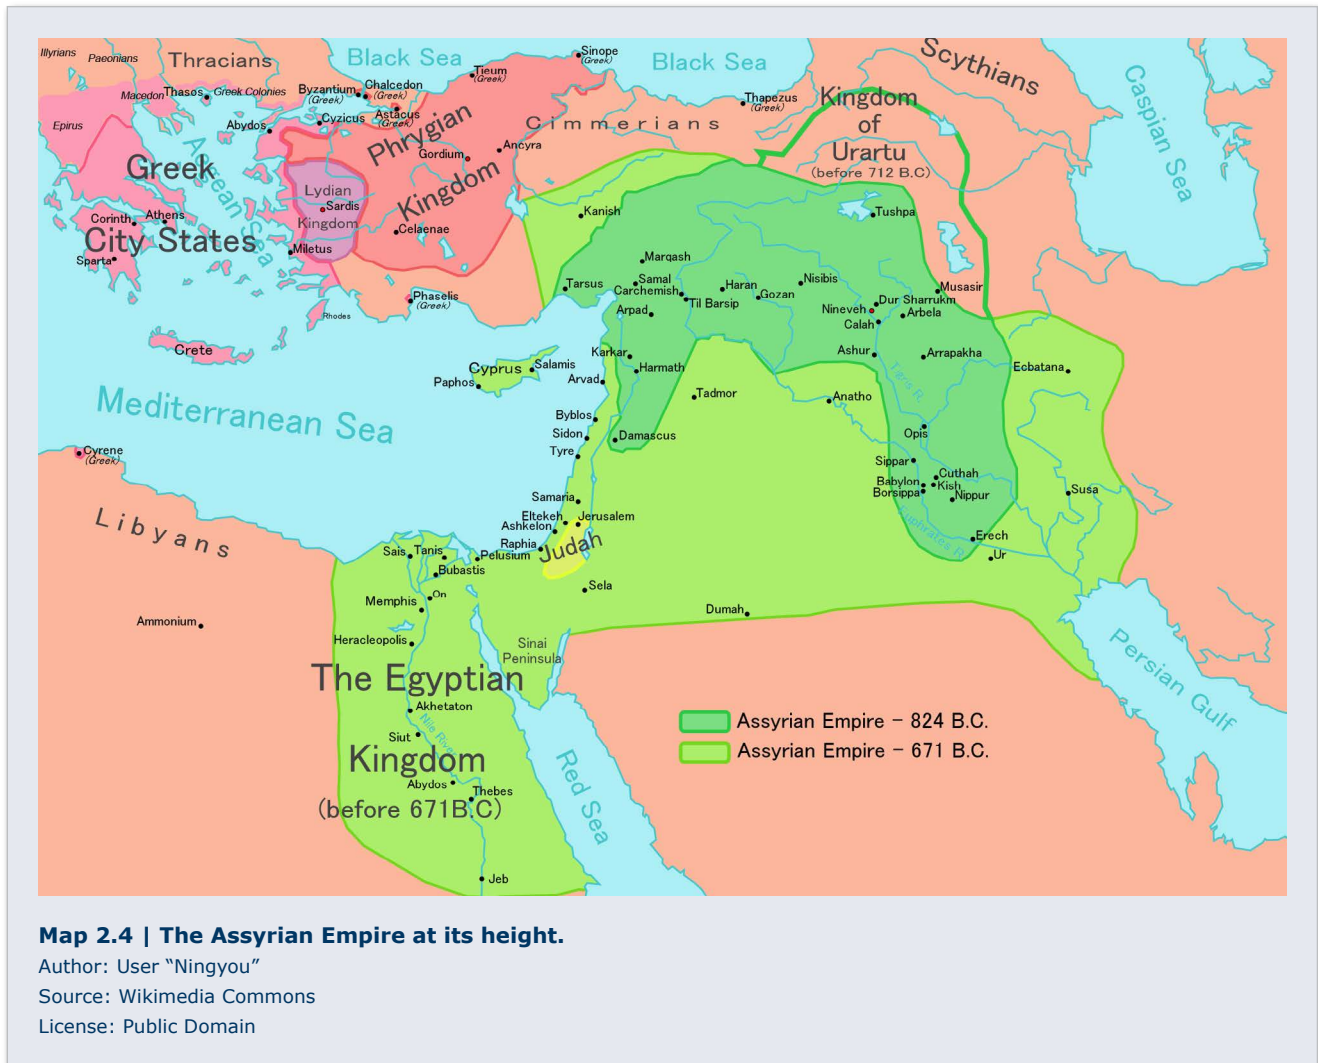 Illyrians
Paeonians
Thracians
Black Sea
Sinope
(Greek)
Black Sea
Scythians
Caspian Sea
Macedon
Thasos
Greek Colonies
Byzantium
(Greek)
Chalcedon
(Greek)
Tieum
(Greek)
Astacus
(Greek)
Thapezus
(Greek)
Kingdom
of
Urartu
(before 712 B.C)
Epirus
Abydos
Cyzicus
Cimmerians
Phrygian
Kingdom
Gordium
Ancyra
Greek
City States
Aegean Sea
Lydian
Kingdom
Sardis
Corinth
Athens
Sparta
Miletus
Celaenae
Kanish
Tushpa
Phaselis
(Greek)
Rhodes
Crete
Marqash
Tarsus
Samal
Carchemish
Til Barsip
Haran
Gozan
Nisibis
Musasir
Dur Sharrukm
Nineveh
Arbela
Calah
Arpad
Ashur
Arrapakha
Ecbatana
Karkar
Harmath
Cyprus
Salamis
Paphos
Arvad
Tadmor
Anatho
Tigris R.
Mediterranean Sea
Byblos
Sidon
Tyre
Damascus
Opis
Sippar
Cuthah
Babylon
Kish
Borsippa
Nippur
Susa
Cyrene
(Greek)
Samaria
Eltekeh
Jerusalem
Ashkelon
Raphia
Judah
Euphrates R.
Erech
Ur
Libyans
Sais
Tanis
Pelusium
Bubastis
On
Memphis
Sela
Dumah
Ammonium
Heracleopolis
Sinai
Peninsula
Persian Gulf
The Egyptian
Kingdom
(before 671B.C)
Akhetaton
Nile River
Siut
Abydos
Thebes
Jeb
Red Sea
Assyrian Empire – 824 B.C.
Assyrian Empire – 671 B.C.
Map 2.4 | The Assyrian Empire at its height.
Author: User “Ningyou”
Source: Wikimedia Commons
License: Public Domain